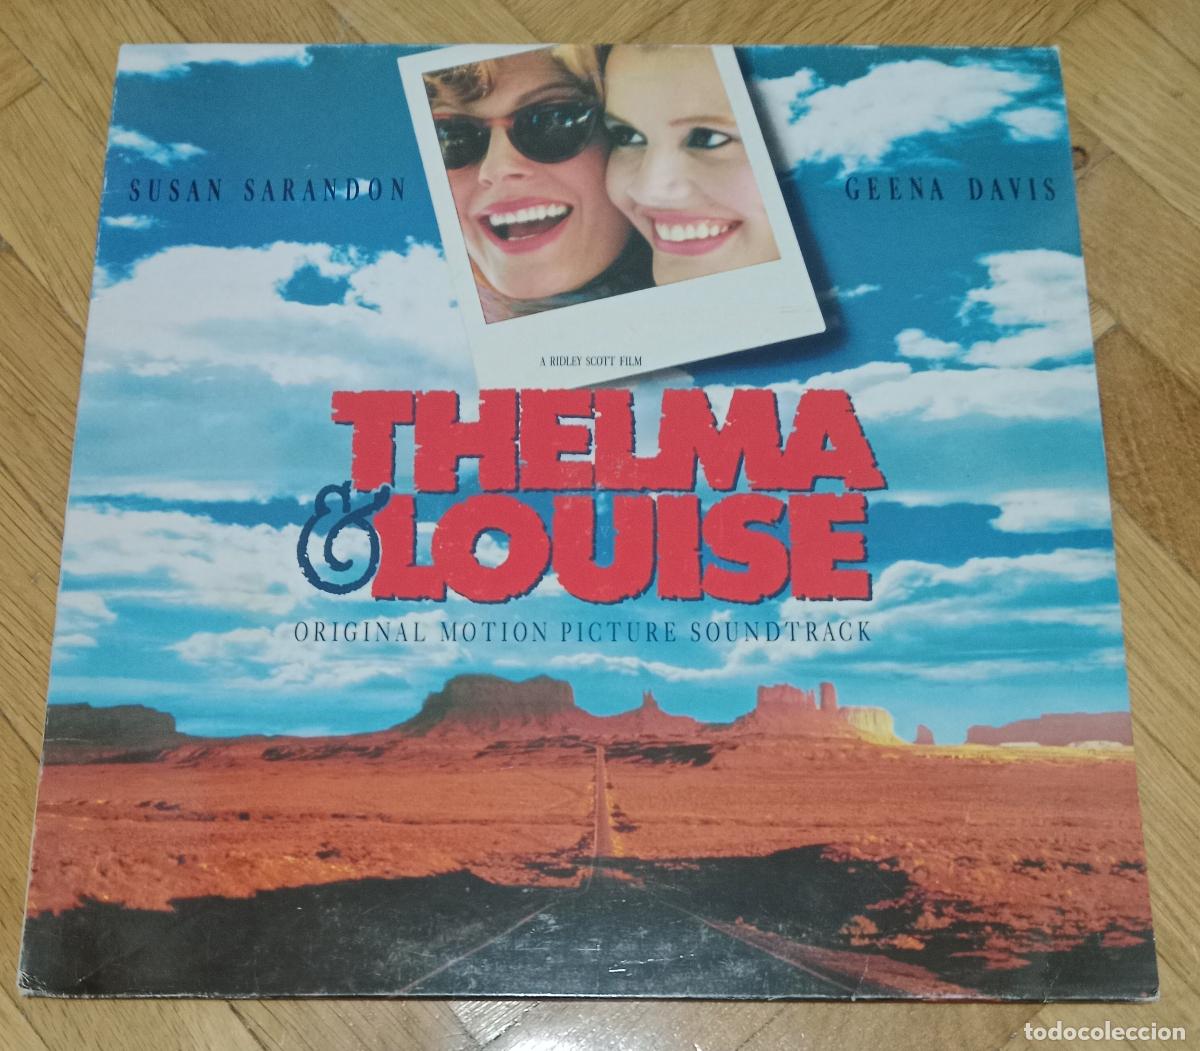 SUSAN SARANDON
GEENA DAVIS
A RIDLEY SCOTT FILM
THELMA
& LOUISE
ORIGINAL MOTION PICTURE SOUNDTRACK
todocoleccion